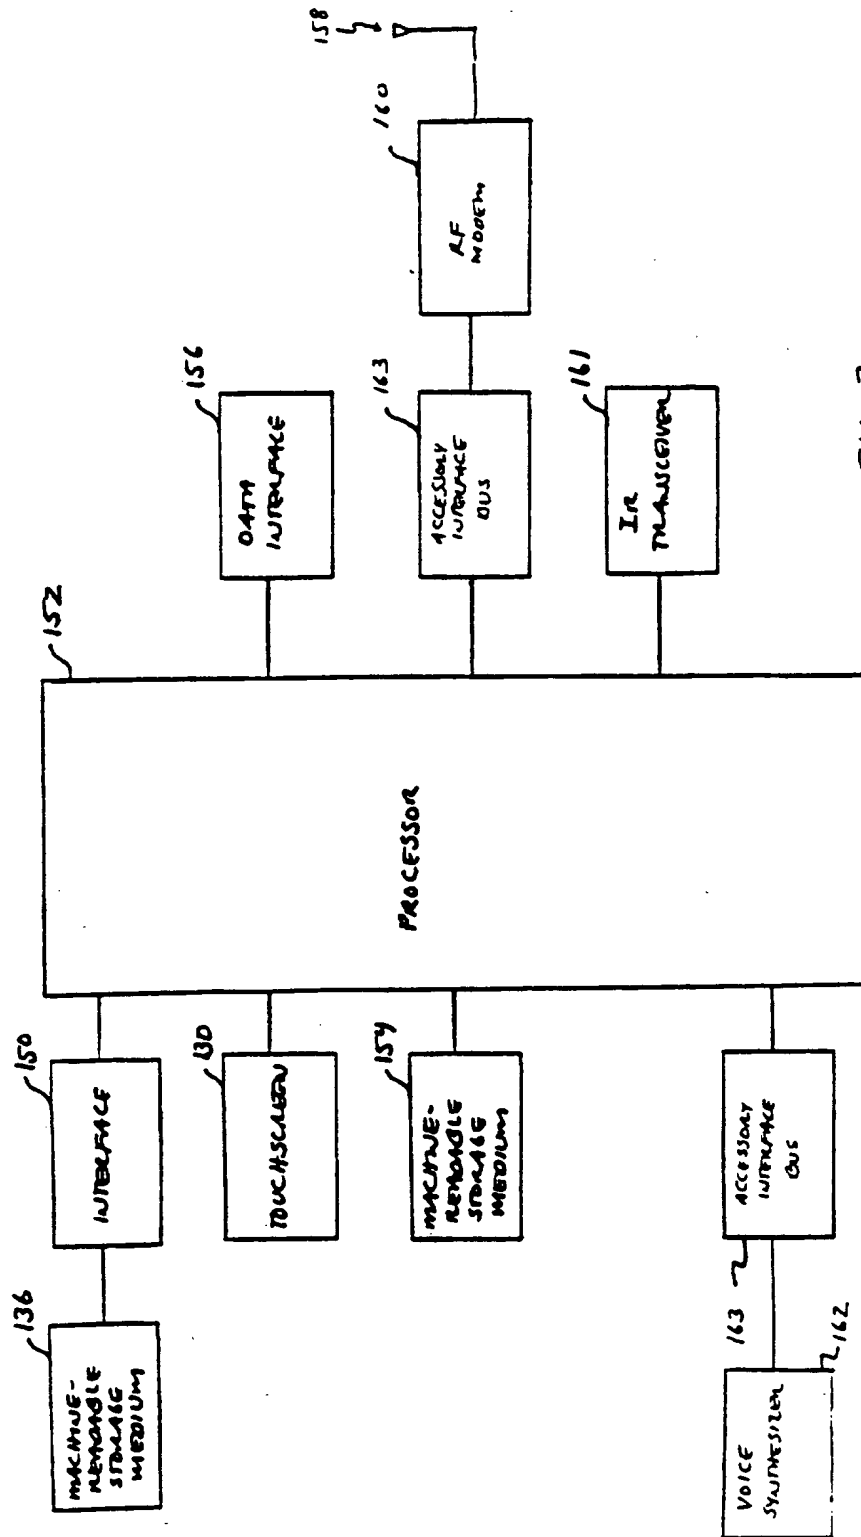 136
MACHINE-
READABLE
STORAGE
MEDIUM
150
INTERFACE
130
TOUCHSCREEN
154
MACHINE-
READABLE
STORAGE
MEDIUM
VOICE
SYNTHESIZER
162
163
ACCESSORY
INTERFACE
BUS
152
PROCESSOR
156
DATA
INTERFACE
163
ACCESSORY
INTERFACE
BUS
160
RF
MODEM
158
161
IR
TRANSCEIVER